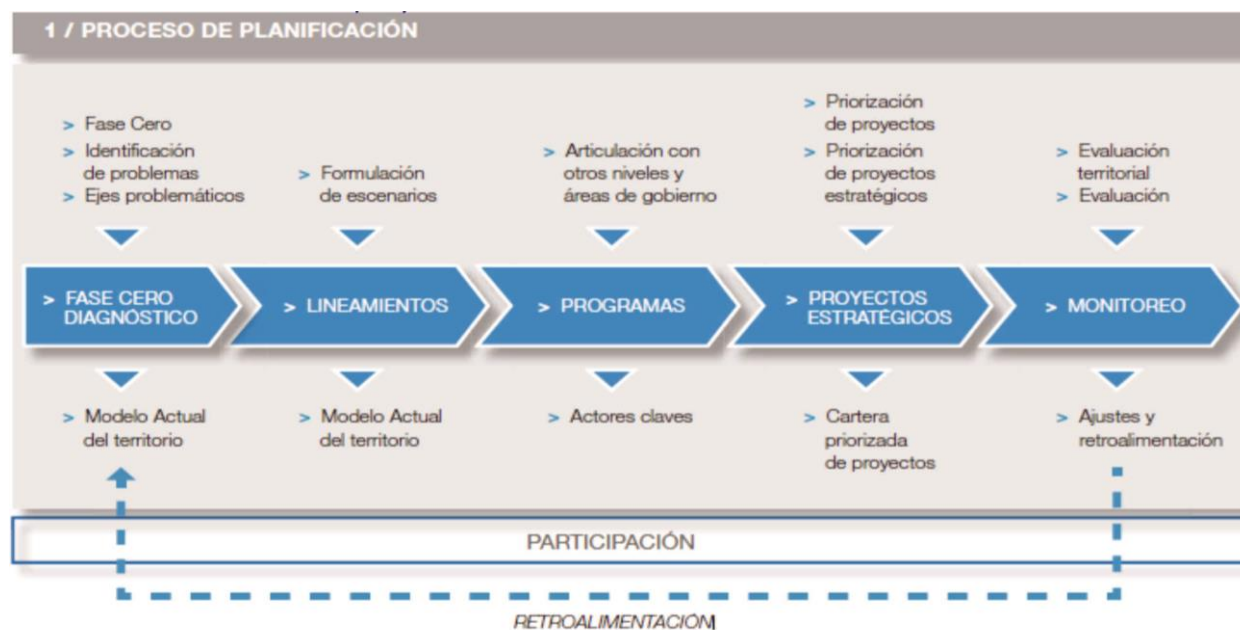 1 / PROCESO DE PLANIFICACIÓN
> Fase Cero
> Identificación
de problemas
> Ejes problemáticos
> Formulación
de escenarios
> Articulación con
otros niveles y
áreas de gobierno
> Priorización
de proyectos
> Priorización
de proyectos
estratégicos
> Evaluación
territorial
> Evaluación
> FASE CERO
DIAGNÓSTICO
> LINEAMIENTOS
> PROGRAMAS
> PROYECTOS
ESTRATÉGICOS
> MONITOREO
> Modelo Actual
del territorio
> Modelo Actual
del territorio
> Actores claves
> Cartera
priorizada
de proyectos
> Ajustes y
retroalimentación
PARTICIPACIÓN
RETROALIMENTACIÓN